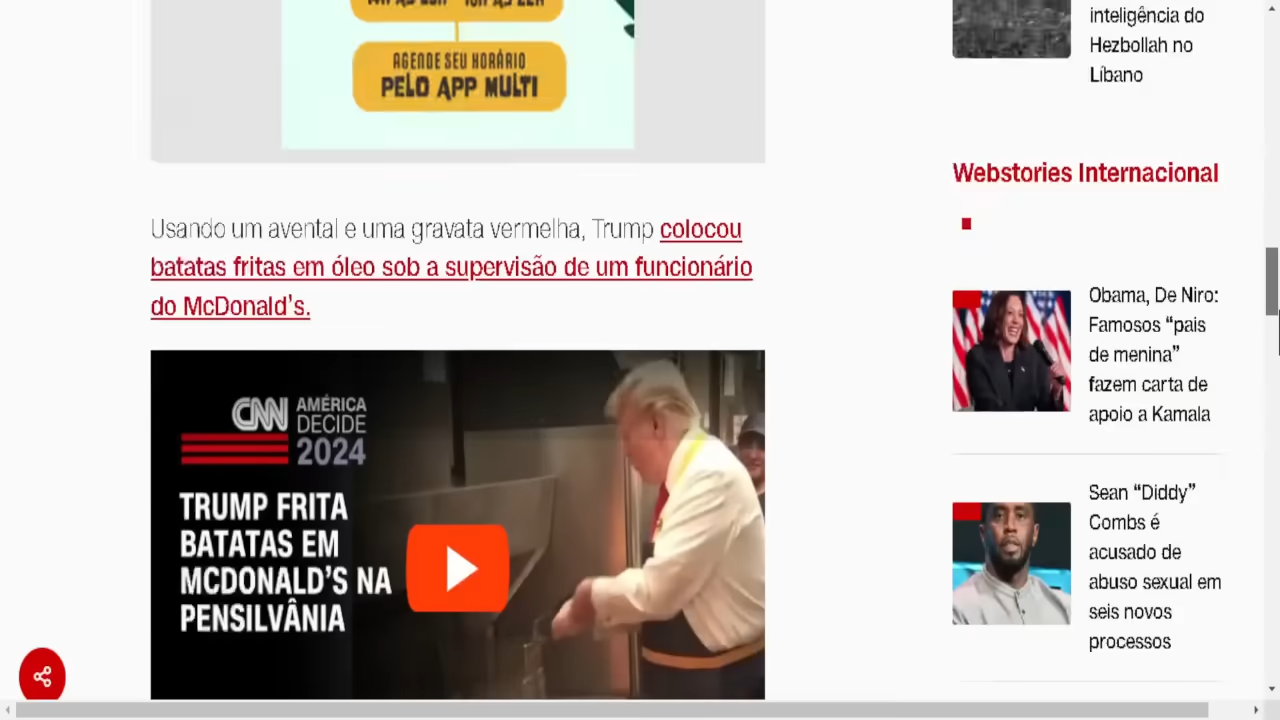 AGENDE SEU HORÁRIO
PELO APP MULTI
Usando um avental e uma gravata vermelha, Trump colocou
batatas fritas em óleo sob a supervisão de um funcionário
do McDonald's.
CNN AMÉRICA
DECIDE
2024
TRUMP FRITA
BATATAS EM
MCDONALD'S NA
PENSILVÂNIA
inteligência do
Hezbollah no
Líbano
Webstories Internacional
Obama, De Niro:
Famosos “pais
de menina”
fazem carta de
apoio a Kamala
Sean “Diddy”
Combs é
acusado de
abuso sexual em
seis novos
processos